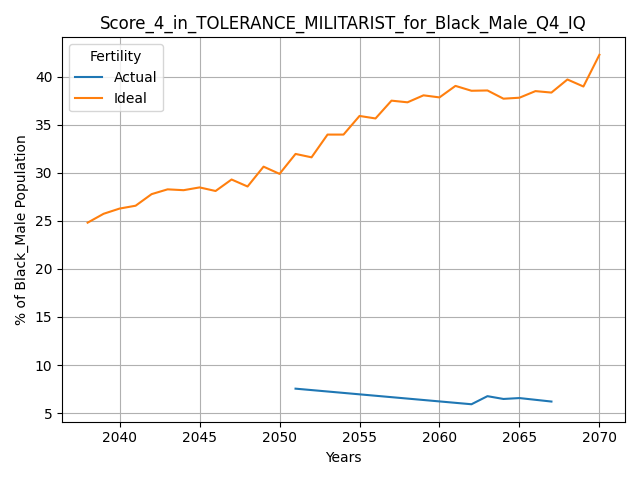 Score_4_in_TOLERANCE_MILITARIST_for_Black_Male_Q4_IQ
Fertility
Actual
Ideal
% of Black_Male Population
40
35
30
25
20
15
10
5
2040 2045 2050 2055 2060 2065 2070
Years